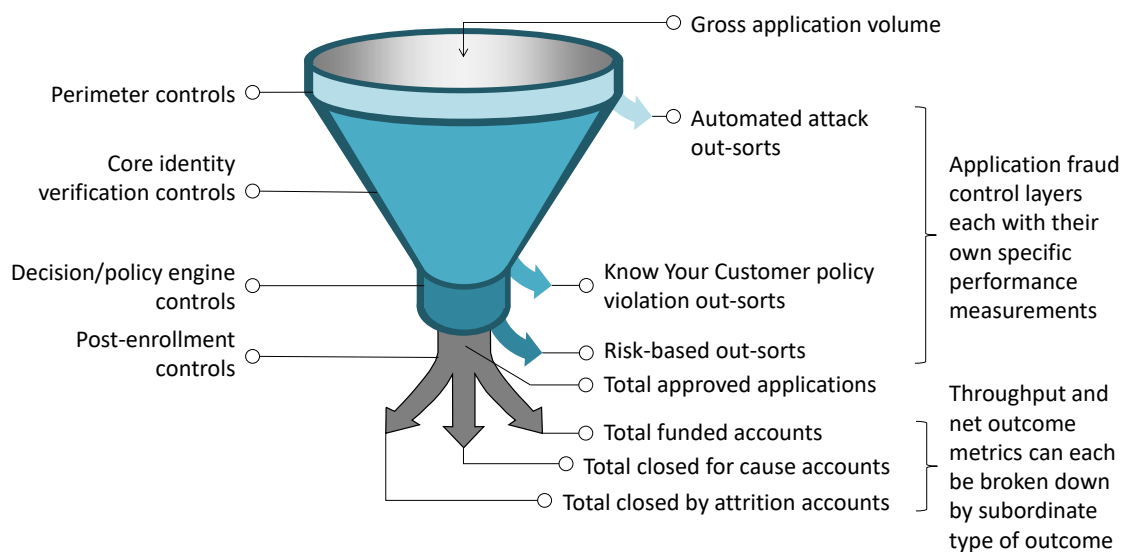 Gross application volume
Perimeter controls
Automated attack
out-sorts
Core identity
verification controls
Application fraud
control layers
each with their
own specific
performance
measurements
Decision/policy engine
controls
Know Your Customer policy
violation out-sorts
Post-enrollment
controls
Risk-based out-sorts
Total approved applications
Total funded accounts
Total closed for cause accounts
Total closed by attrition accounts
Throughput and
net outcome
metrics can each
be broken down
by subordinate
type of outcome